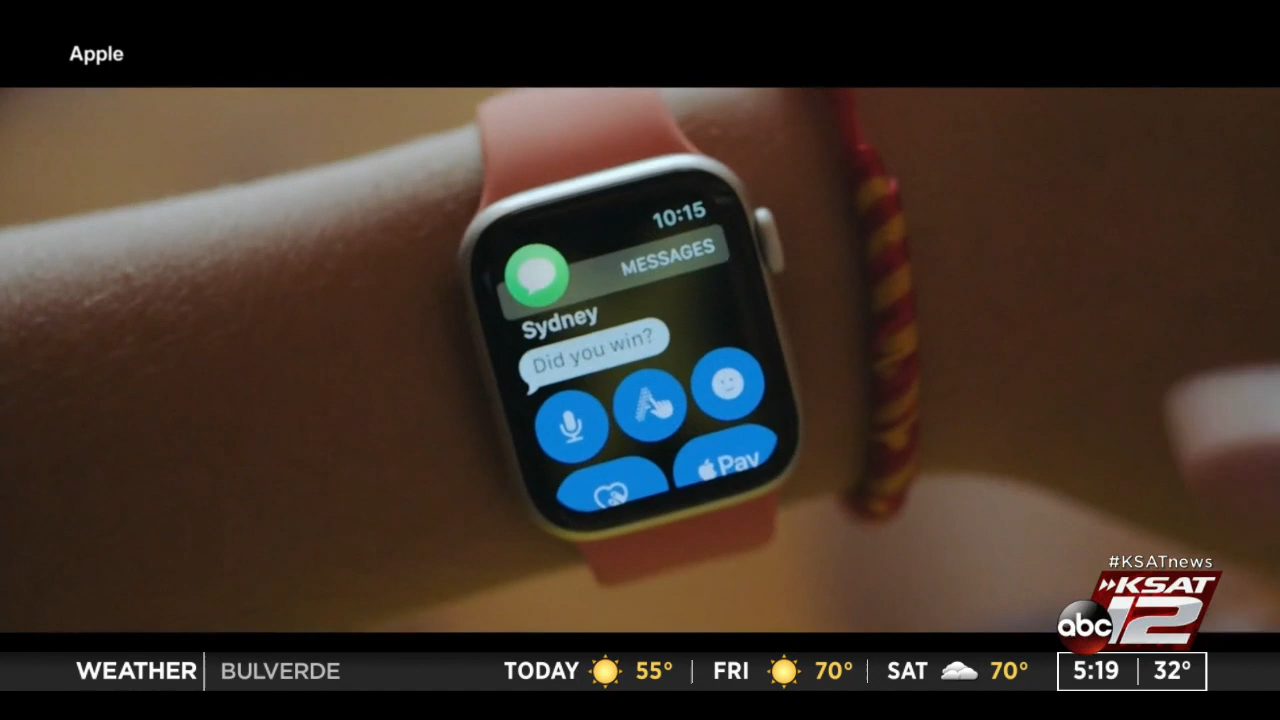 Apple
10:15
MESSAGES
Sydney
Did you win?
Pay
#KSATnews
KSAT
abc 12
WEATHER BULVERDE TODAY 55° FRI 70° SAT 70° 5:19 32°